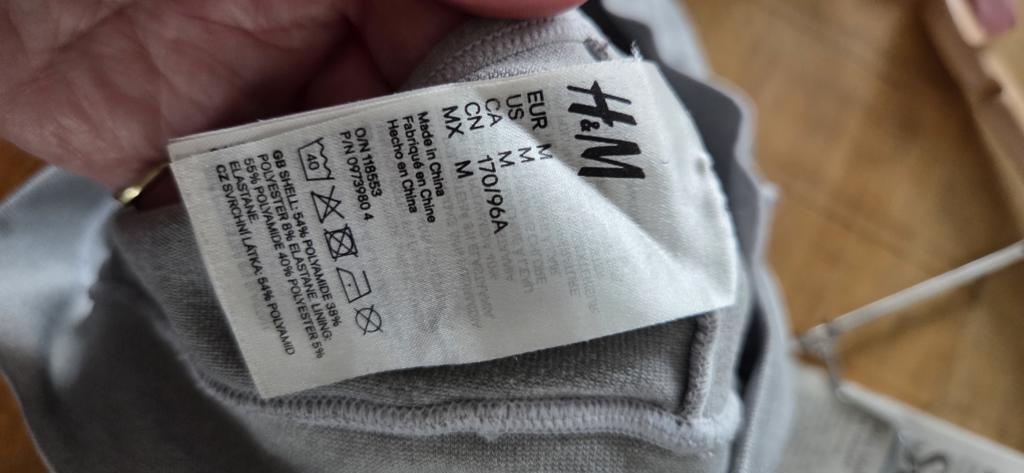 H&M
EUR M
US M
CA M
CN 170/96A
MX M
Made in China
Fabriqué en Chine
Hecho en China
O/N 118553
P/N 0973980 4
40
GB SHELL: 54% POLYAMIDE 38%
POLYESTER 8% ELASTANE. LINING:
55% POLYAMIDE 40% POLYESTER 5%
ELASTANE.
CZ SVRCHNÍ LÁTKA: 54% POLYAMID